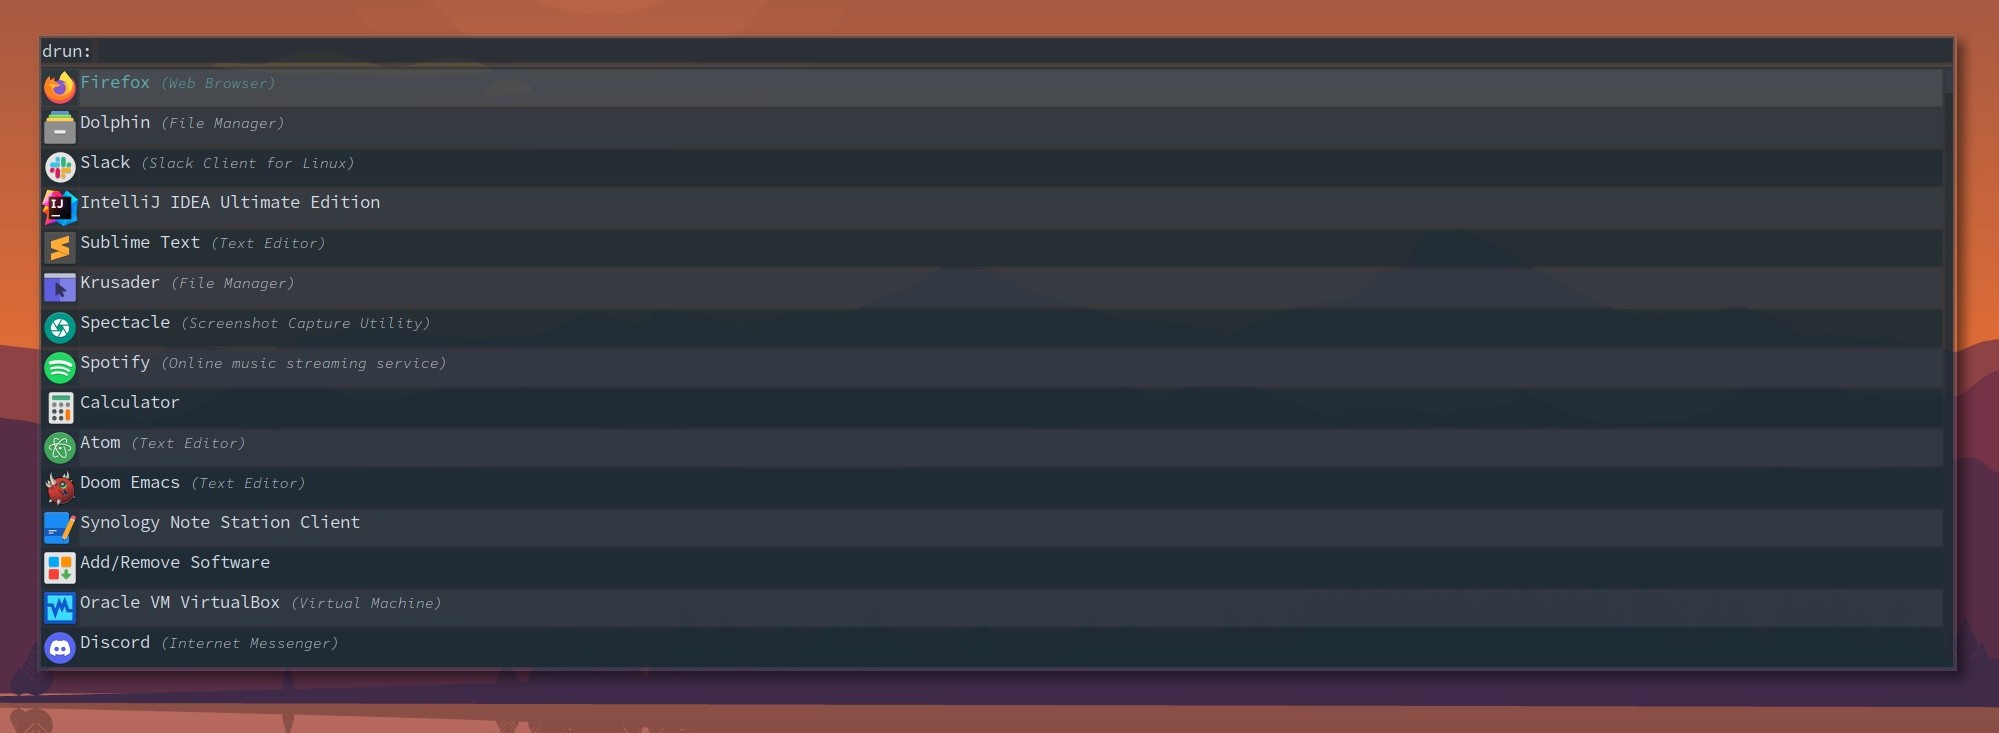 drun:
Firefox (Web Browser)
Dolphin (File Manager)
Slack (Slack Client for Linux)
IJ IntelliJ IDEA Ultimate Edition
Sublime Text (Text Editor)
Krusader (File Manager)
Spectacle (Screenshot Capture Utility)
Spotify (Online music streaming service)
Calculator
Atom (Text Editor)
Doom Emacs (Text Editor)
Synology Note Station Client
Add/Remove Software
Oracle VM VirtualBox (Virtual Machine)
Discord (Internet Messenger)